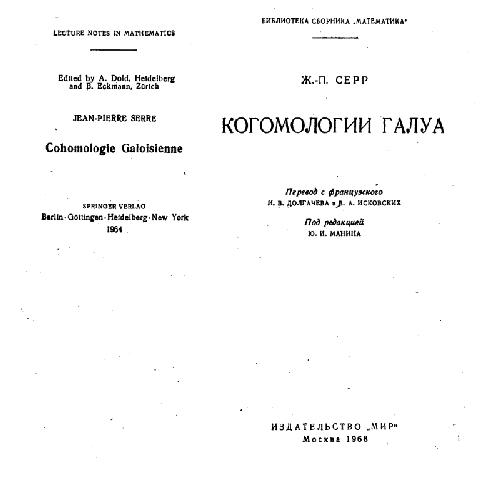 LECTURE NOTES IN MATHEMATICS
Edited by A. Dold, Heidelberg
and B. Eckmann, Zürich
JEAN-PIERRE SERRE
Cohomologie Galoisienne
SPRINGER VERLAG
Berlin·Göttingen·Heidelberg·New York
1964
БИБЛИОТЕКА СБОРНИКА „МАТЕМАТИКА"
Ж.-П. СЕРР
КОГОМОЛОГИИ ГАЛУА
Перевод с французского
И. В. ДОЛГАЧЕВА и В. А. ИСКОВСКИХ
Под редакцией
Ю. И. МАНИНА
ИЗДАТЕЛЬСТВО „МИР"
Москва 1968